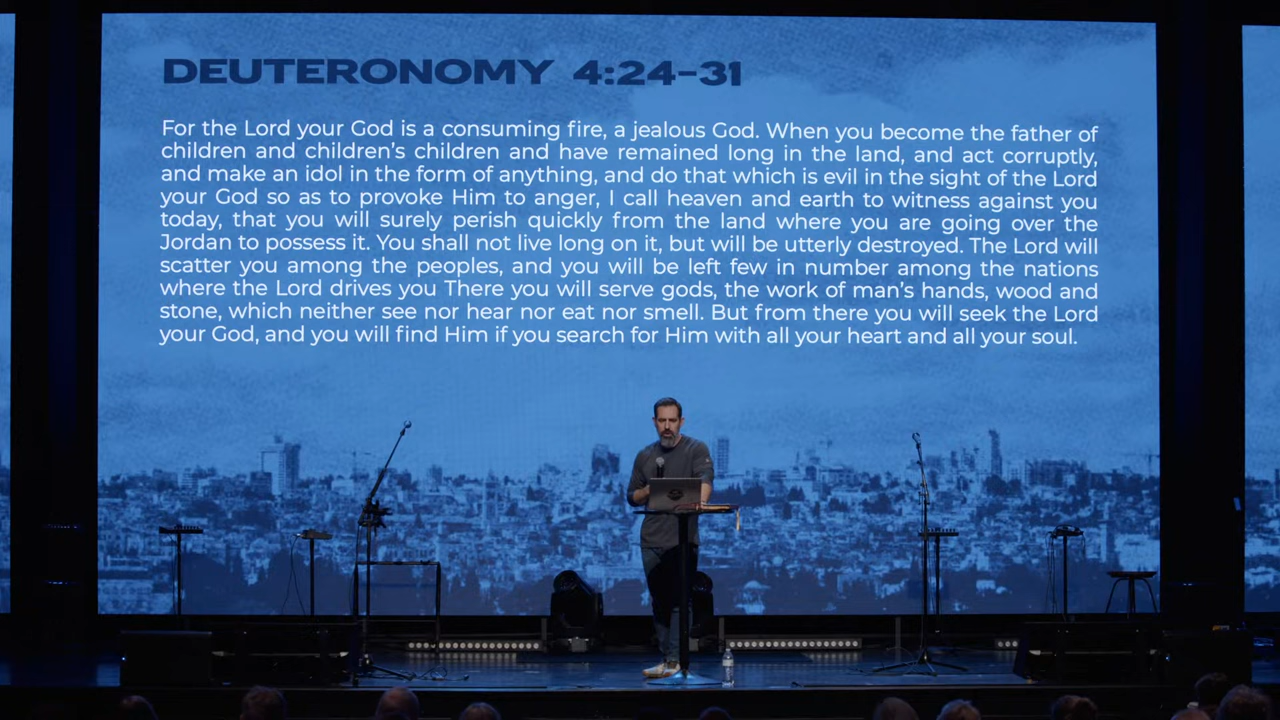 DEUTERONOMY 4:24-31
For the Lord your God is a consuming fire, a jealous God. When you become the father of
children and children’s children and have remained long in the land, and act corruptly,
and make an idol in the form of anything, and do that which is evil in the sight of the Lord
your God so as to provoke Him to anger, I call heaven and earth to witness against you
today, that you will surely perish quickly from the land where you are going over the
Jordan to possess it. You shall not live long on it, but will be utterly destroyed. The Lord will
scatter you among the peoples, and you will be left few in number among the nations
where the Lord drives you There you will serve gods, the work of man’s hands, wood and
stone, which neither see nor hear nor eat nor smell. But from there you will seek the Lord
your God, and you will find Him if you search for Him with all your heart and all your soul.